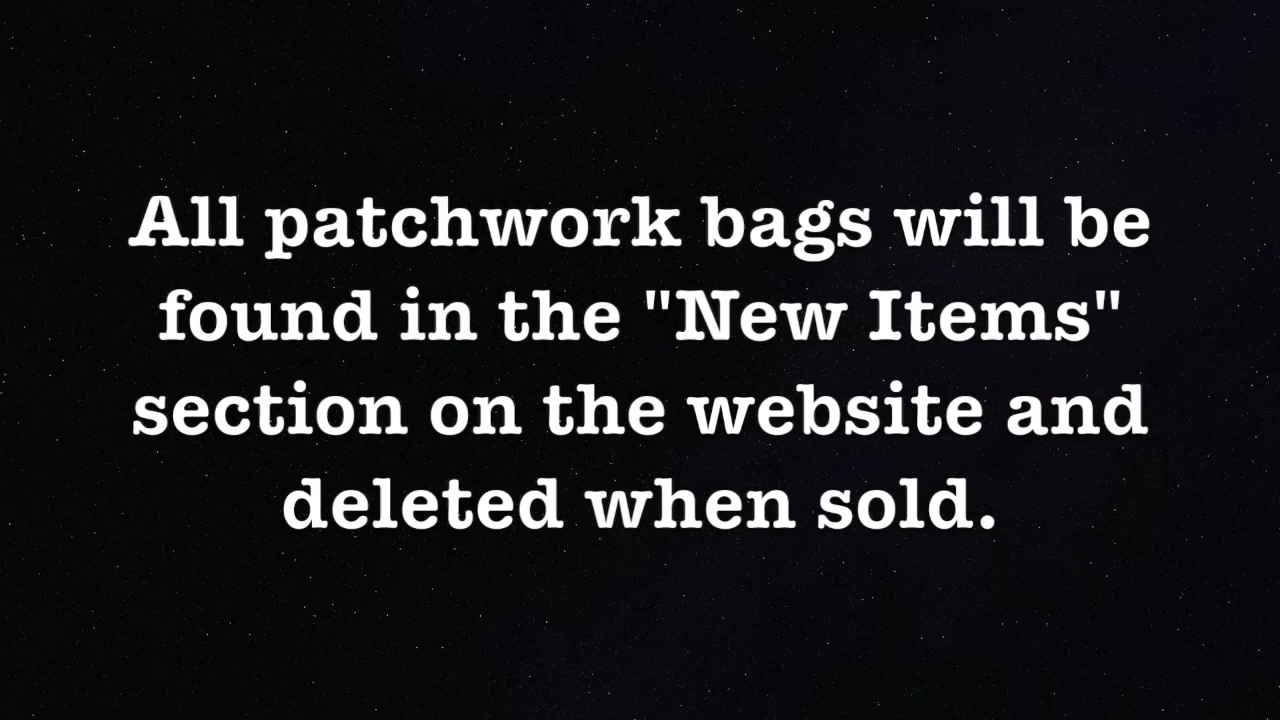 All patchwork bags will be
found in the "New Items"
section on the website and
deleted when sold.